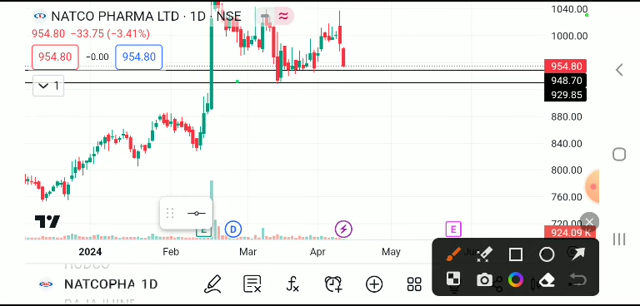 NATCO PHARMA LTD · 1D · NSE
954.80 −33.75 (−3.41%)
954.80 −0.00 954.80
1
1040.00
1000.00
954.80
948.70
929.85
880.00
840.00
800.00
760.00
720.00
924.09K
E D E
2024 Feb Mar Apr May
NATCOPHA 1D